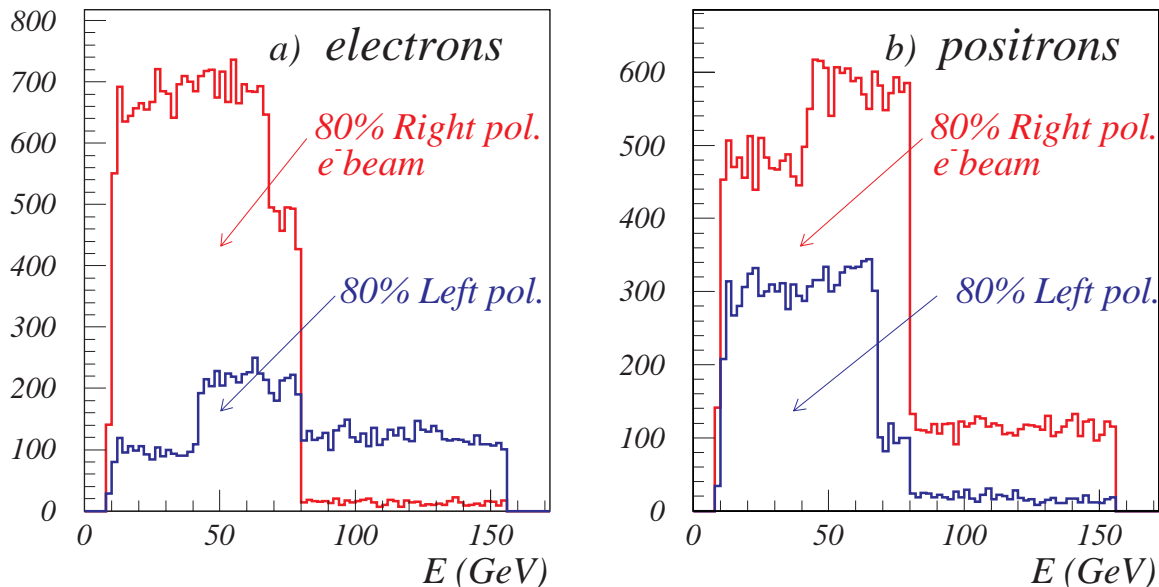 a) electrons
800
700
600
500
400
300
200
100
0
80% Right pol.
e⁻beam
80% Left pol.
0 50 100 150
E (GeV)
b) positrons
600
500
400
300
200
100
0
80% Right pol.
e⁻beam
80% Left pol.
0 50 100 150
E (GeV)